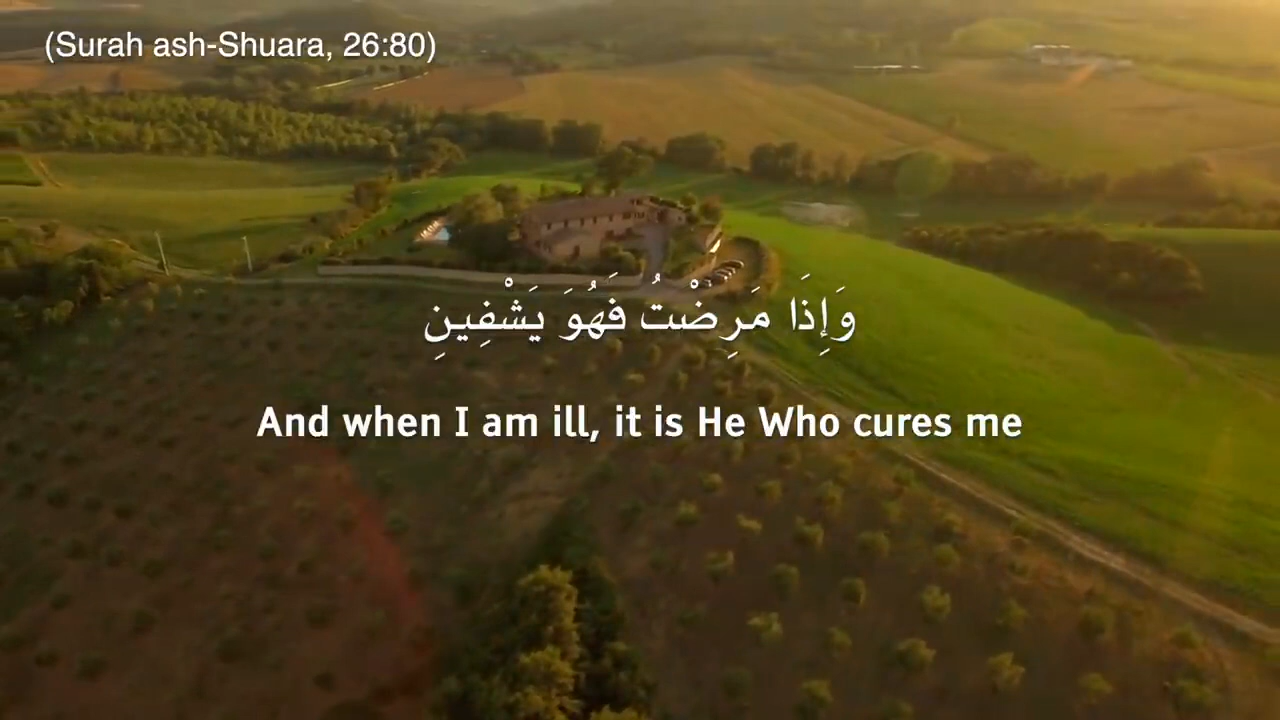 (Surah ash-Shuara, 26:80)
وَإِذَا مَرِضْتُ فَهُوَ يَشْفِينِ
And when I am ill, it is He Who cures me